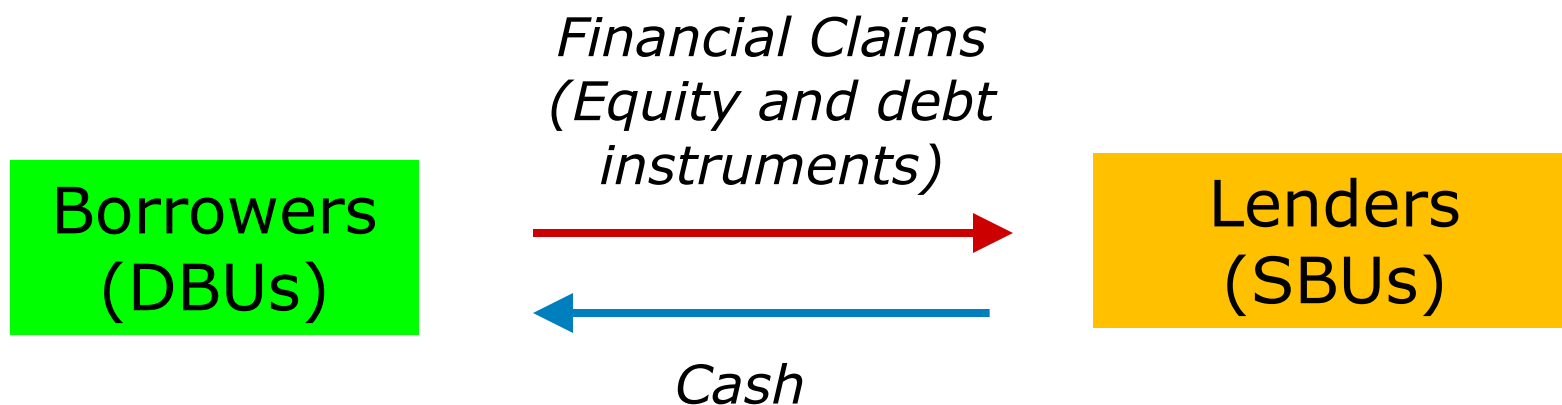 Financial Claims
(Equity and debt
instruments)
Borrowers
(DBUs)
Lenders
(SBUs)
Cash